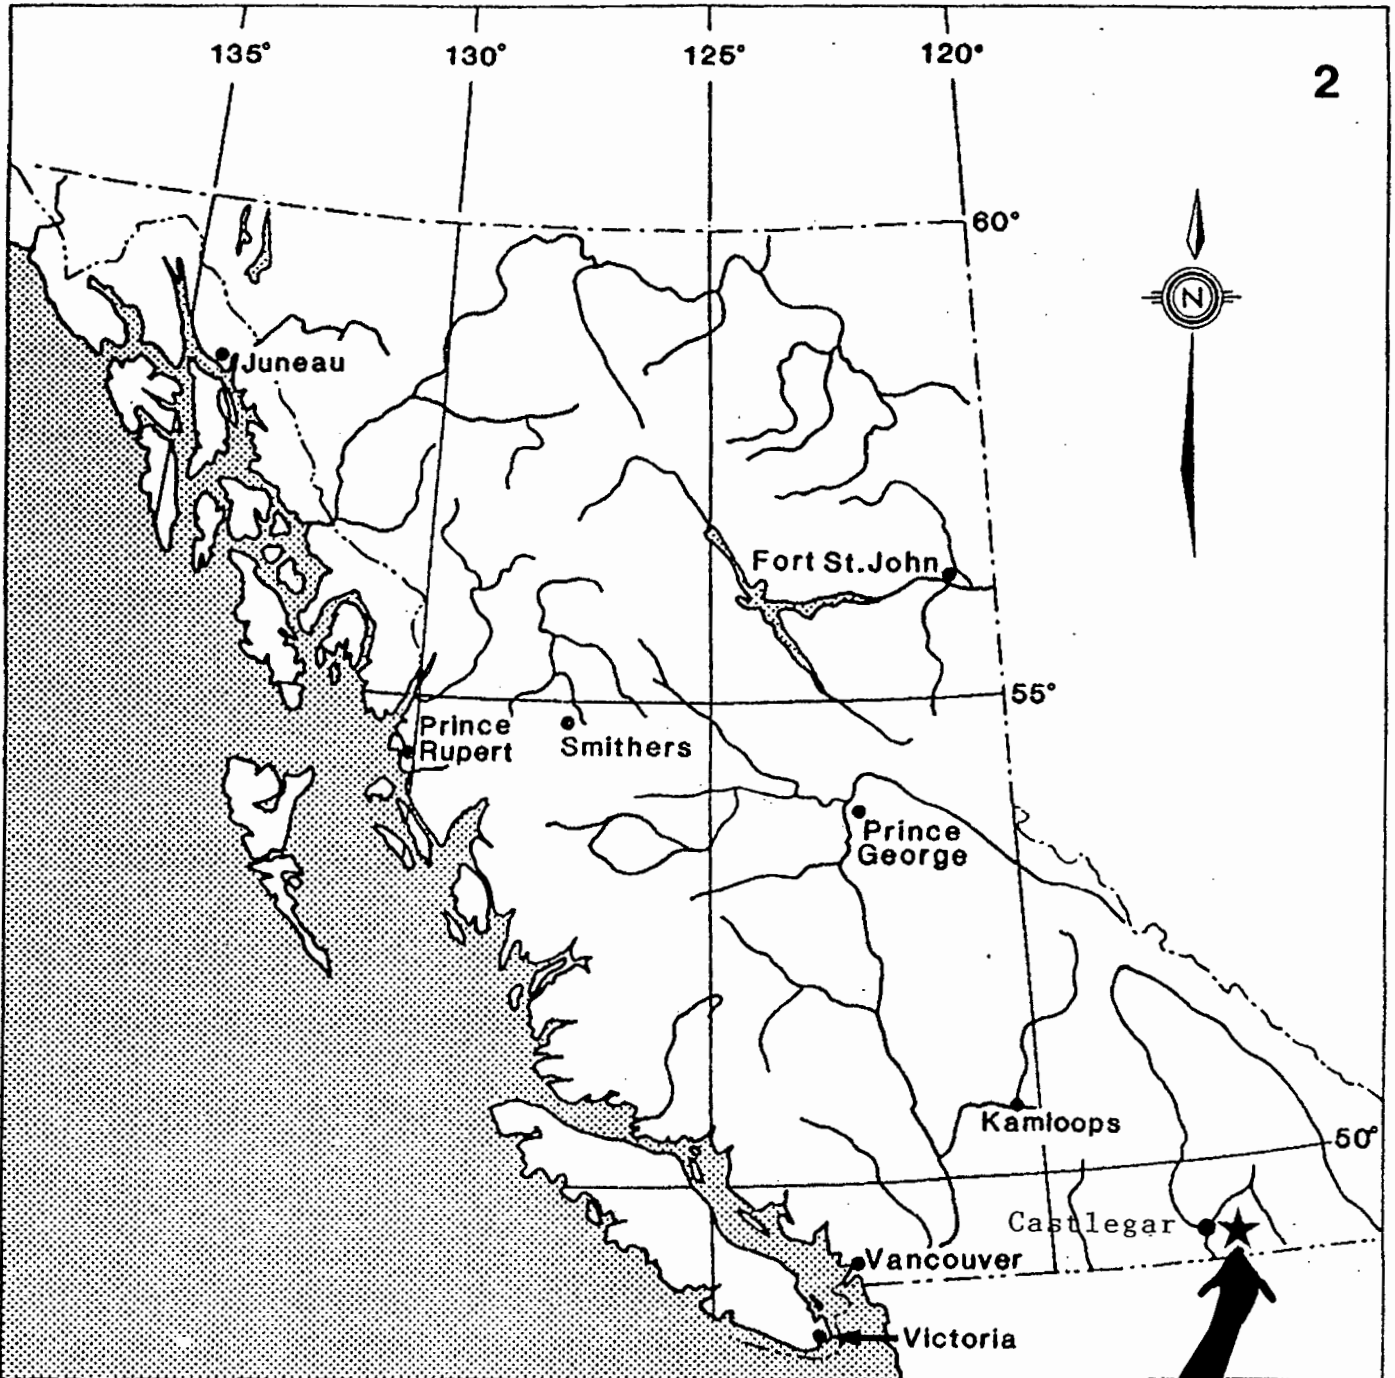 135° 130° 125° 120°
2
60°
N
Juneau
Fort St.John
55°
Prince
Rupert
Smithers
Prince
George
Kamloops
50°
Castlegar
Vancouver
Victoria